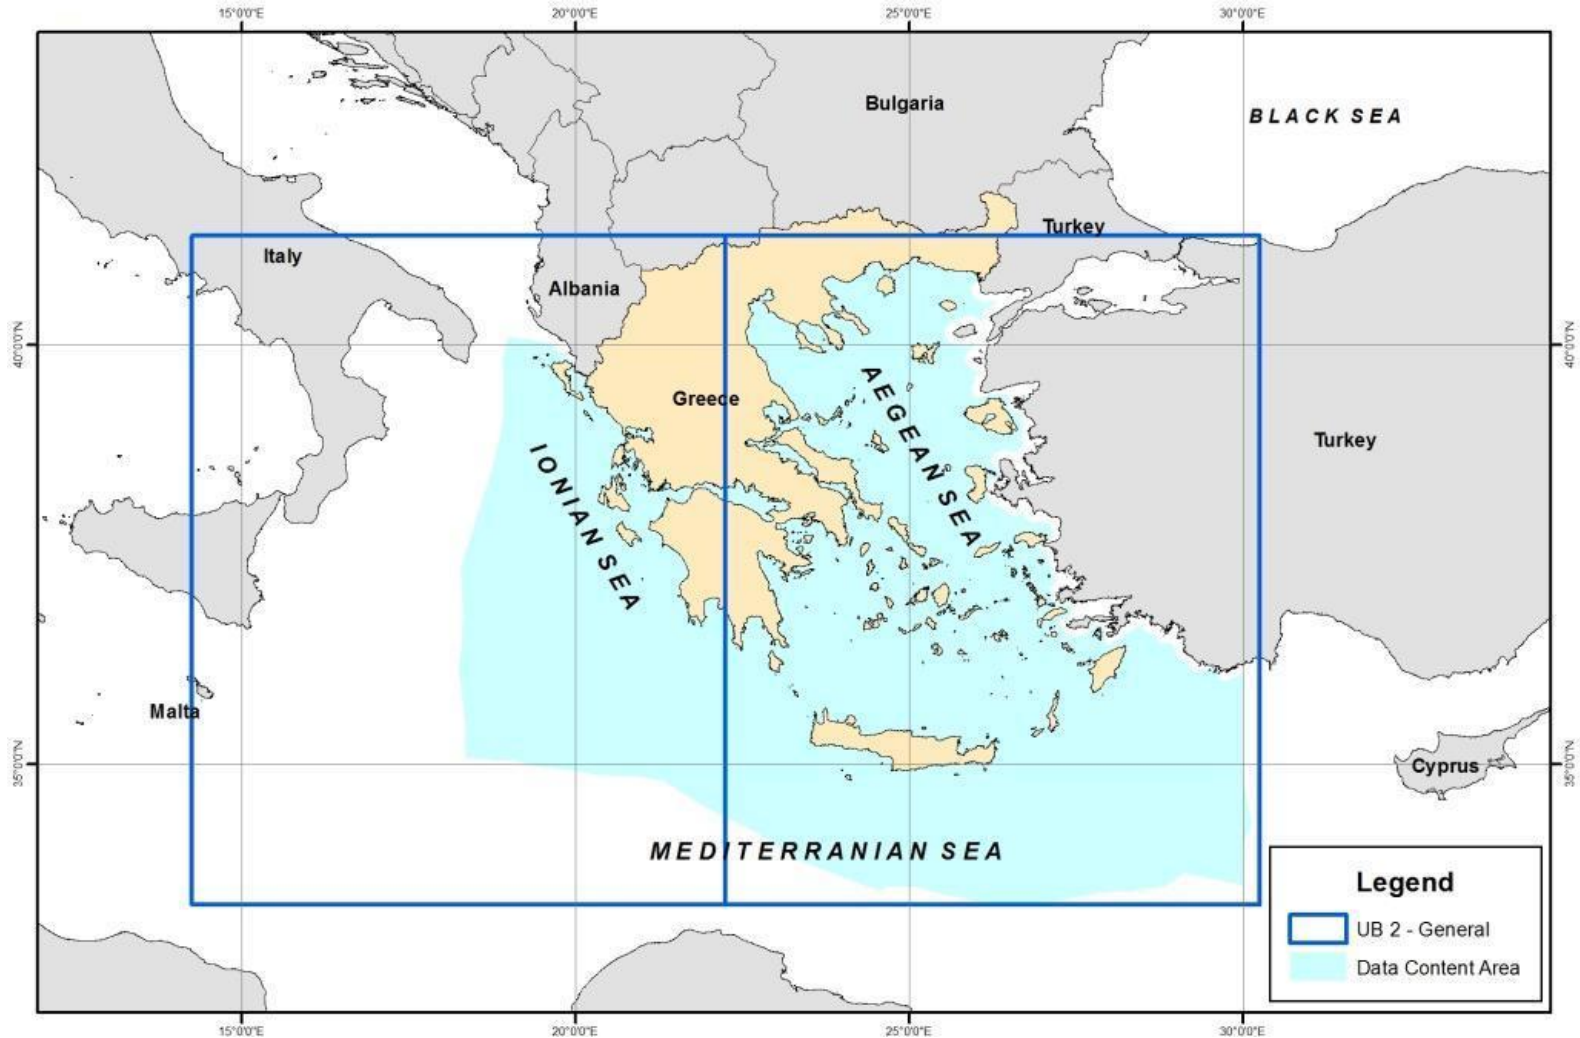 15°0'0"E 20°0'0"E 25°0'0"E 30°0'0"E
Bulgaria
BLACK SEA
Turkey
Italy
Albania
40°0'0"N 40°0'0"N
AEGEAN SEA
Greece
Turkey
IONIAN SEA
Malta
35°0'0"N 35°0'0"N
Cyprus
MEDITERRANIAN SEA
Legend
UB 2 - General
Data Content Area
15°0'0"E 20°0'0"E 25°0'0"E 30°0'0"E